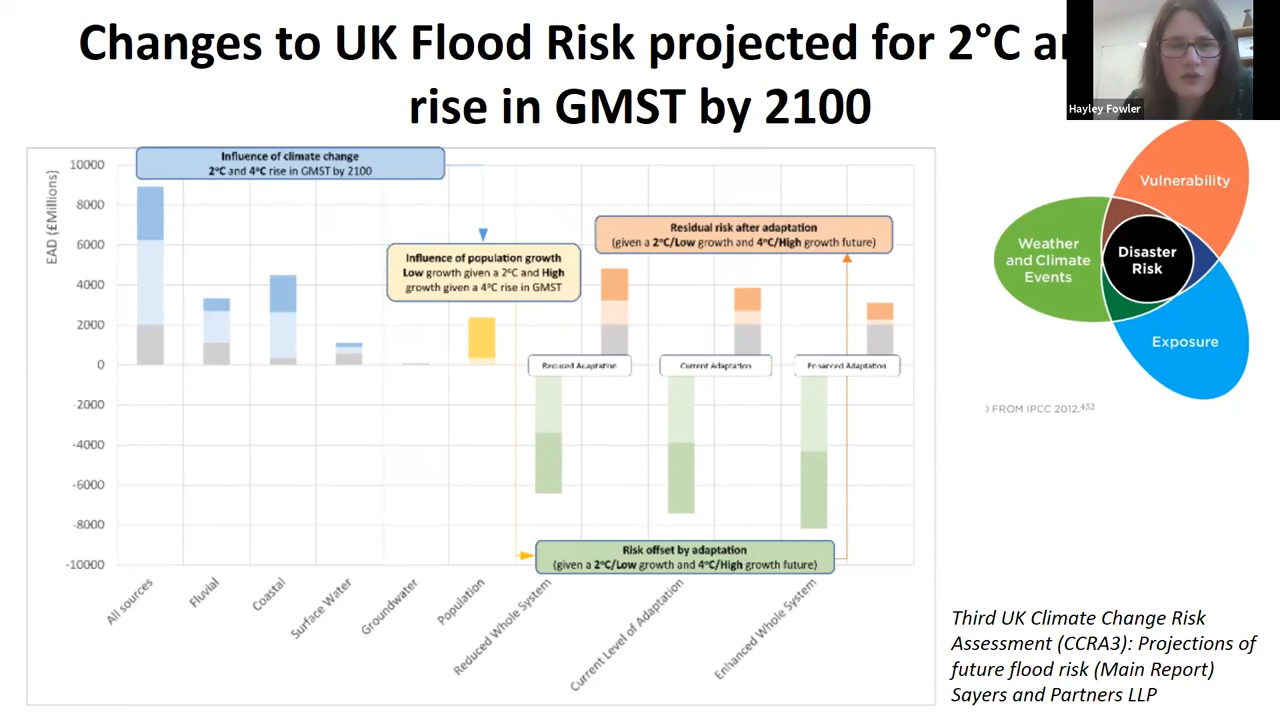 Changes to UK Flood Risk projected for 2°C a
rise in GMST by 2100
Hayley Fowler
Influence of climate change
2°C and 4°C rise in GMST by 2100
10000
8000
6000
4000
2000
0
-2000
-4000
-6000
-8000
-10000
EAD (£Millions)
Influence of population growth
Low growth given a 2°C and High
growth given a 4°C rise in GMST
Residual risk after adaptation
(given a 2°C/Low growth and 4°C/High growth future)
Reduced Adaptation
Current Adaptation
Enhanced Adaptation
Risk offset by adaptation
(given a 2°C/Low growth and 4°C/High growth future)
All sources
Fluvial
Coastal
Surface Water
Groundwater
Population
Reduced Whole System
Current Level of Adaptation
Enhanced Whole System
Vulnerability
Weather
and Climate
Events
Disaster
Risk
Exposure
FROM IPCC 2012.452
Third UK Climate Change Risk
Assessment (CCRA3): Projections of
future flood risk (Main Report)
Sayers and Partners LLP